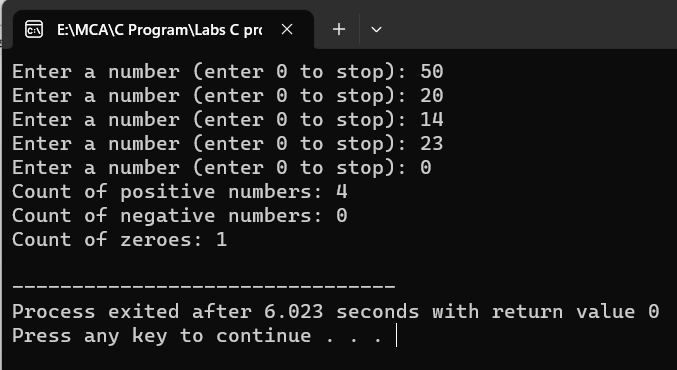 E:\MCA\C Program\Labs C pr
Enter a number (enter 0 to stop): 50
Enter a number (enter 0 to stop): 20
Enter a number (enter 0 to stop): 14
Enter a number (enter 0 to stop): 23
Enter a number (enter 0 to stop): 0
Count of positive numbers: 4
Count of negative numbers: 0
Count of zeroes: 1
--------------------------------
Process exited after 6.023 seconds with return value 0
Press any key to continue . . .